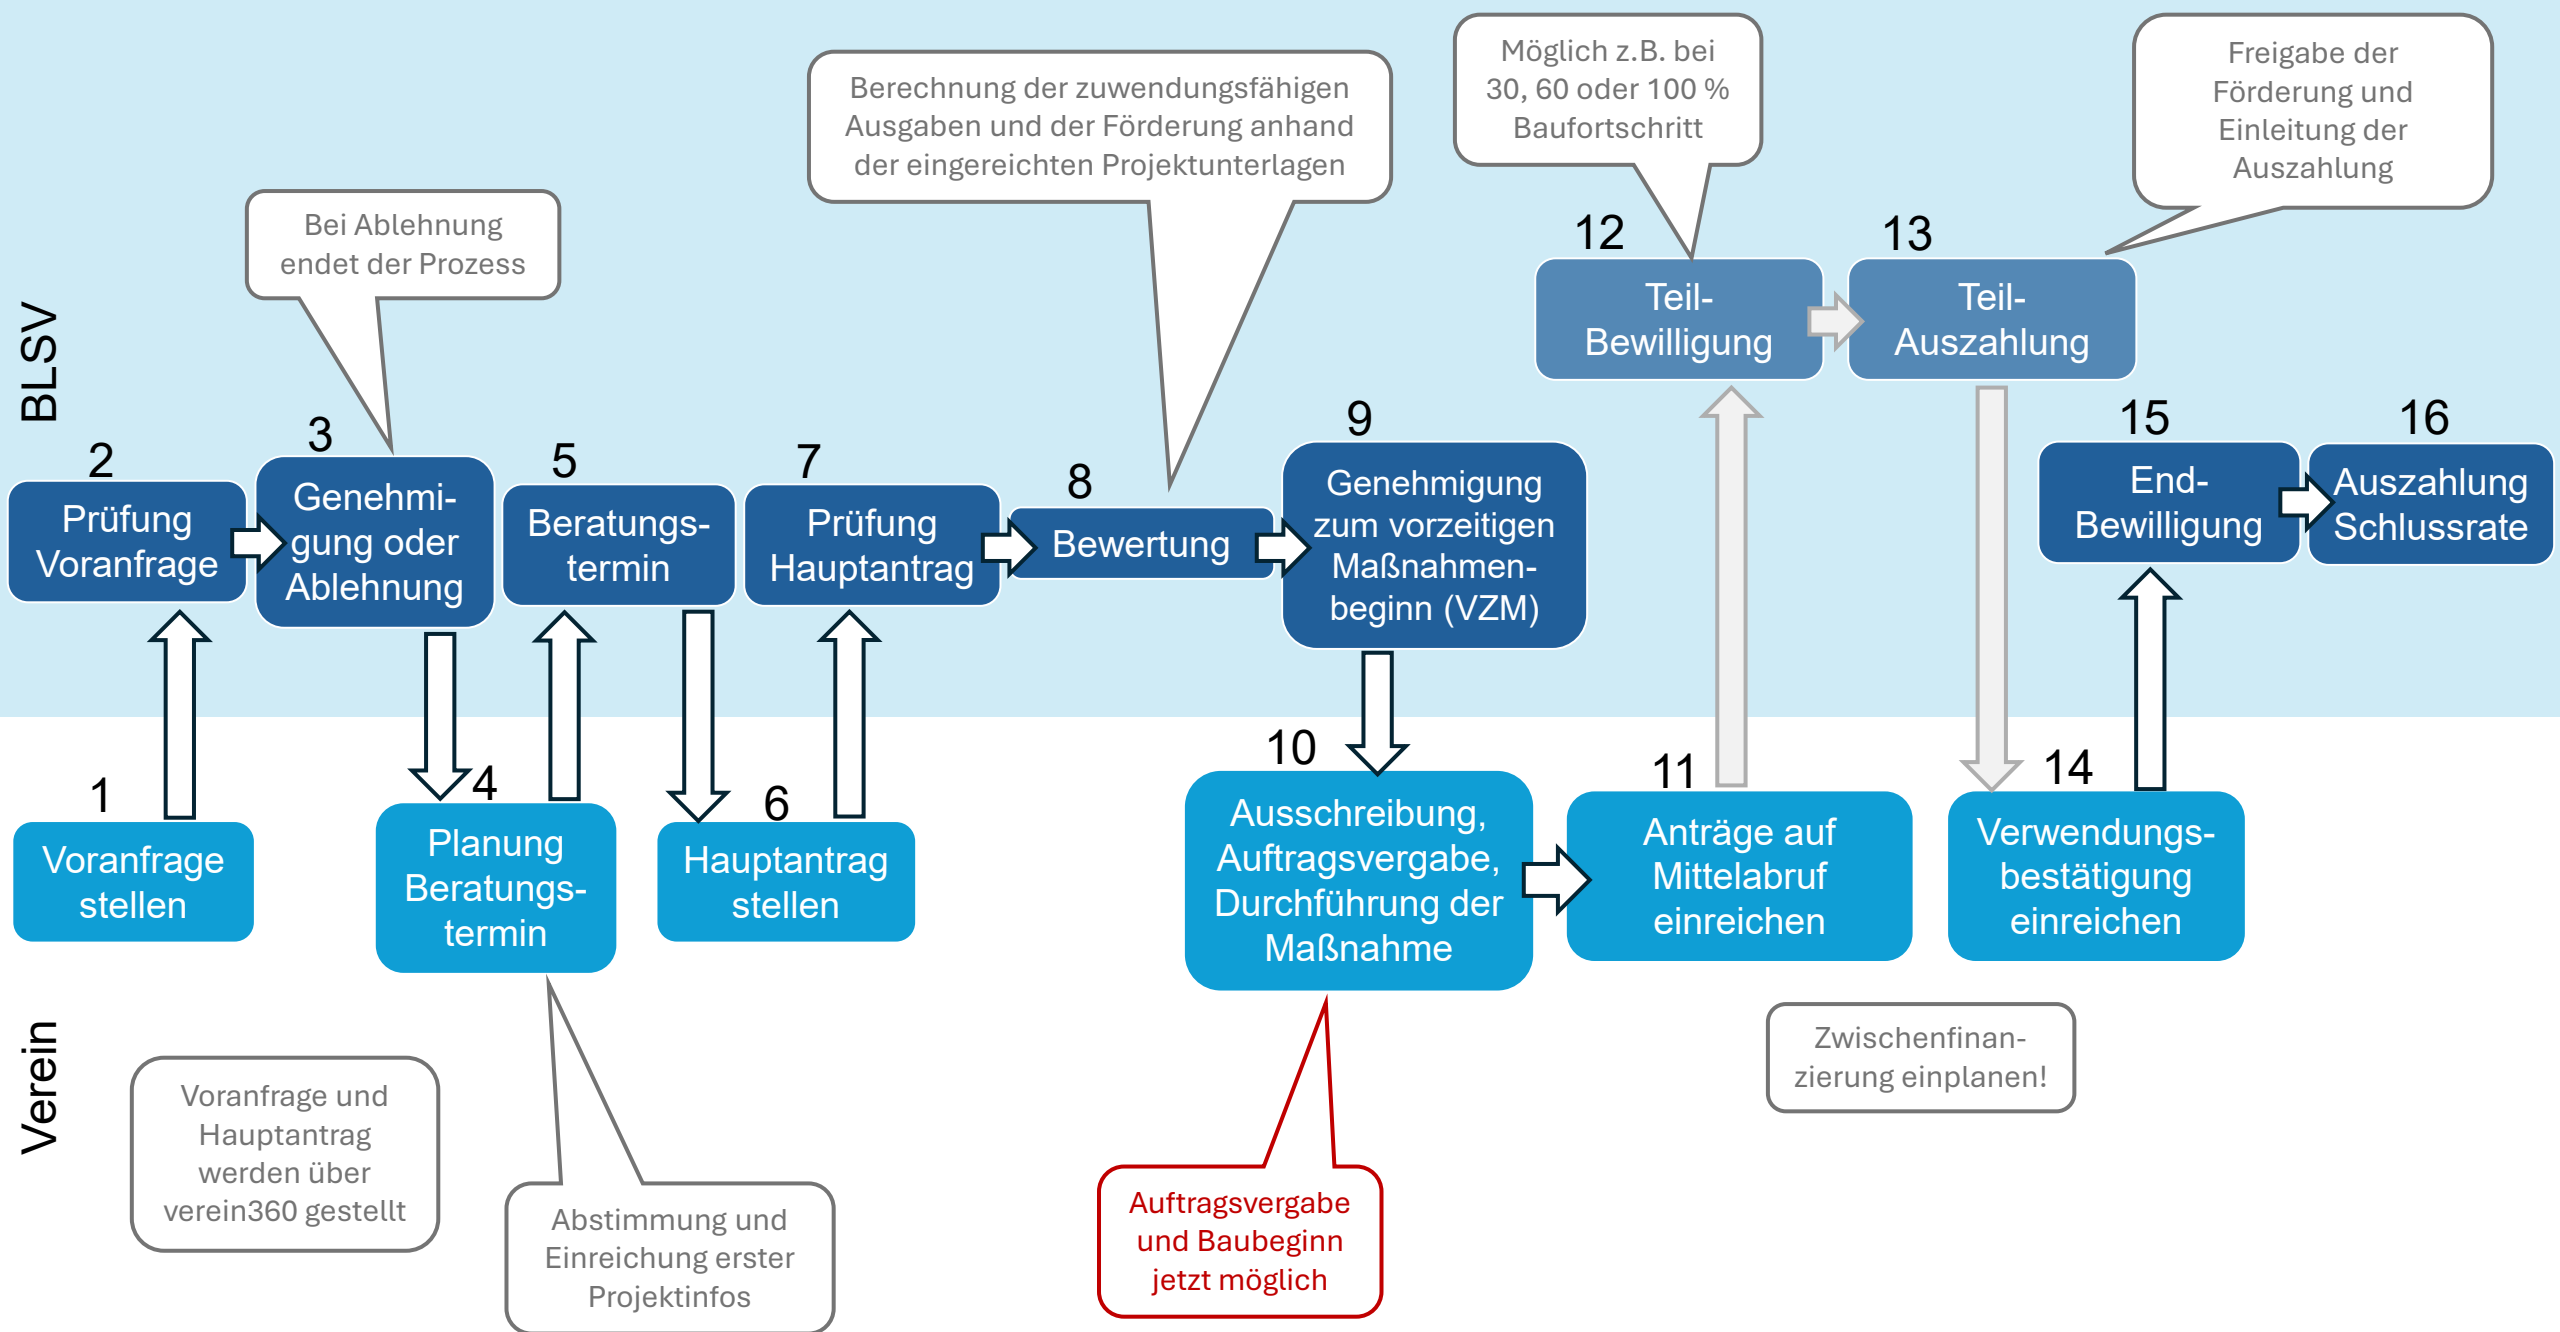 BLSV
Verein
1
Voranfrage
stellen
2
Prüfung
Voranfrage
3
Genehmi-
gung oder
Ablehnung
Bei Ablehnung
endet der Prozess
4
Planung
Beratungs-
termin
5
Beratungs-
termin
6
Hauptantrag
stellen
7
Prüfung
Hauptantrag
8
Bewertung
Berechnung der zuwendungsfähigen
Ausgaben und der Förderung anhand
der eingereichten Projektunterlagen
9
Genehmigung
zum vorzeitigen
Maßnahmen-
beginn (VZM)
10
Ausschreibung,
Auftragsvergabe,
Durchführung der
Maßnahme
11
Anträge auf
Mittelabruf
einreichen
12
Teil-
Bewilligung
Möglich z.B. bei
30, 60 oder 100 %
Baufortschritt
13
Teil-
Auszahlung
Freigabe der
Förderung und
Einleitung der
Auszahlung
14
Verwendungs-
bestätigung
einreichen
15
End-
Bewilligung
16
Auszahlung
Schlussrate
Voranfrage und
Hauptantrag
werden über
verein360 gestellt
Abstimmung und
Einreichung erster
Projektinfos
Auftragsvergabe
und Baubeginn
jetzt möglich
Zwischenfinan-
zierung einplanen!